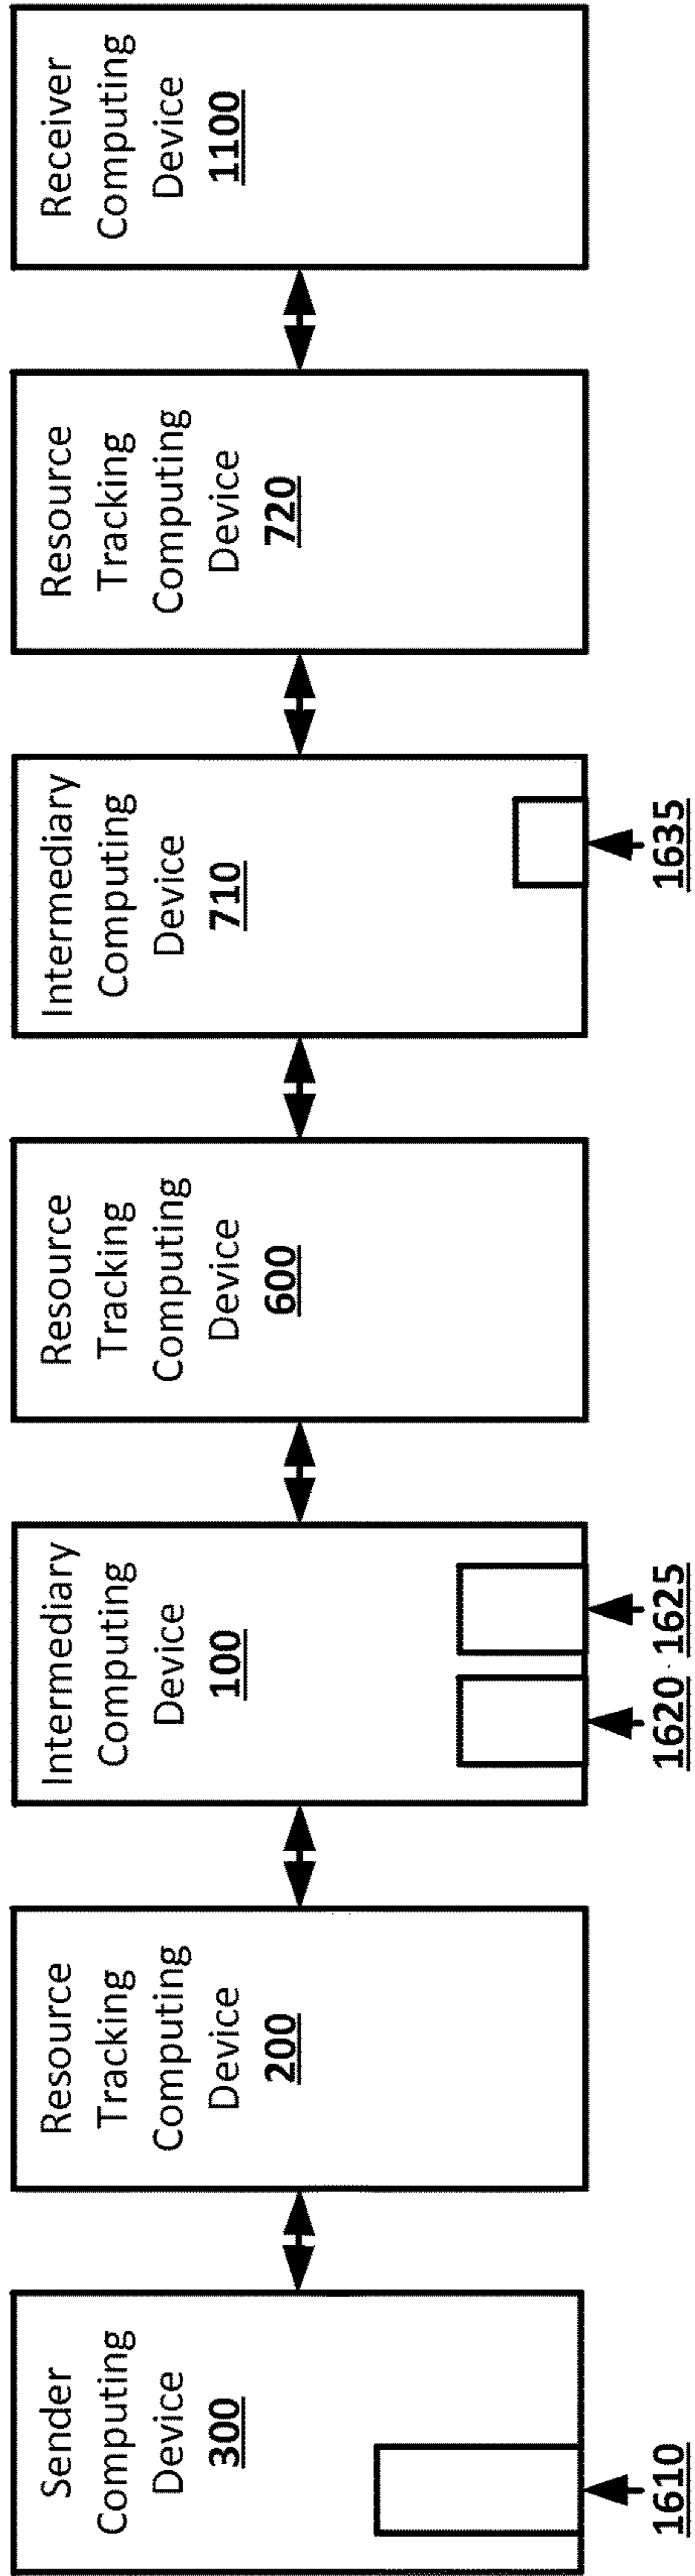 Sender
Computing
Device
300
1610
Resource
Tracking
Computing
Device
200
Intermediary
Computing
Device
100
1620
1625
Resource
Tracking
Computing
Device
600
Intermediary
Computing
Device
710
1635
Resource
Tracking
Computing
Device
720
Receiver
Computing
Device
1100